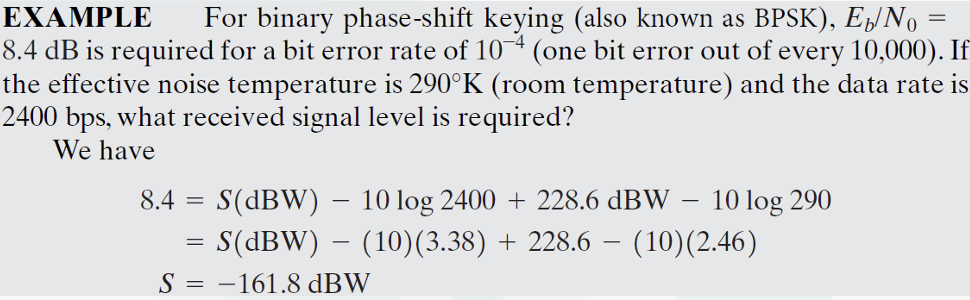 EXAMPLE For binary phase-shift keying (also known as BPSK), E_b/N_0 =
8.4 dB is required for a bit error rate of 10^−4 (one bit error out of every 10,000). If
the effective noise temperature is 290°K (room temperature) and the data rate is
2400 bps, what received signal level is required?
We have
8.4 = S(dBW) − 10 log 2400 + 228.6 dBW − 10 log 290
= S(dBW) − (10)(3.38) + 228.6 − (10)(2.46)
S = −161.8 dBW